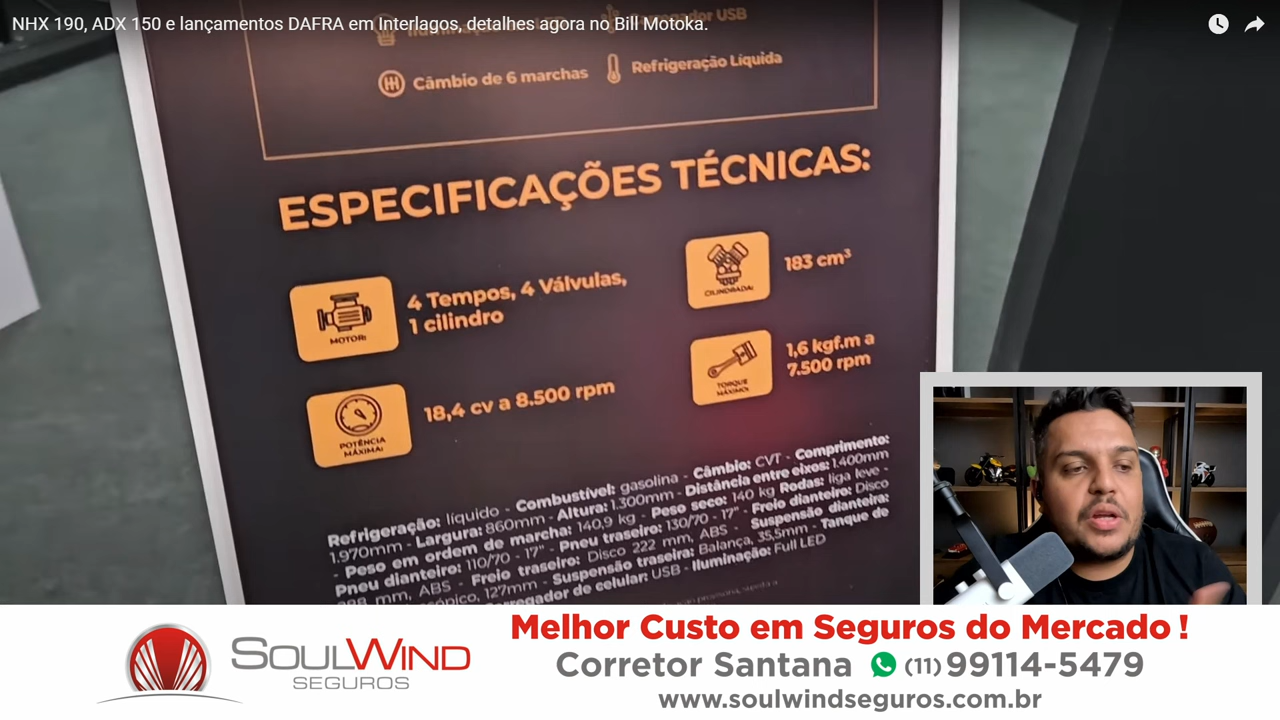 NHX 190, ADX 150 e lançamentos DAFRA em Interlagos, detalhes agora no Bill Motoka.
USB
Câmbio de 6 marchas
Refrigeração Líquida
ESPECIFICAÇÕES TÉCNICAS:
MOTOR:
4 Tempos, 4 Válvulas,
1 cilindro
CILINDRADA:
183 cm³
POTÊNCIA
MÁXIMA:
18,4 cv a 8.500 rpm
TORQUE
MÁXIMO:
1,6 kgf.m a
7.500 rpm
Refrigeração: líquido - Combustível: gasolina - Câmbio: CVT - Comprimento:
1.970mm - Largura: 860mm - Altura: 1.300mm - Distância entre eixos: 1.400mm
- Peso em ordem de marcha: 140,9 kg - Peso seco: 140 kg Rodas: liga leve -
Pneu dianteiro: 110/70 - 17" - Pneu traseiro: 130/70 - 17" - Freio dianteiro: Disco
mm, ABS - Freio traseiro: Disco 222 mm, ABS - Suspensão dianteira:
127mm - Suspensão traseira: Balança, 35,5mm - Tanque de
de celular: USB - Iluminação: Full LED
SOULWIND
SEGUROS
Melhor Custo em Seguros do Mercado !
Corretor Santana (11) 99114-5479
www.soulwindseguros.com.br